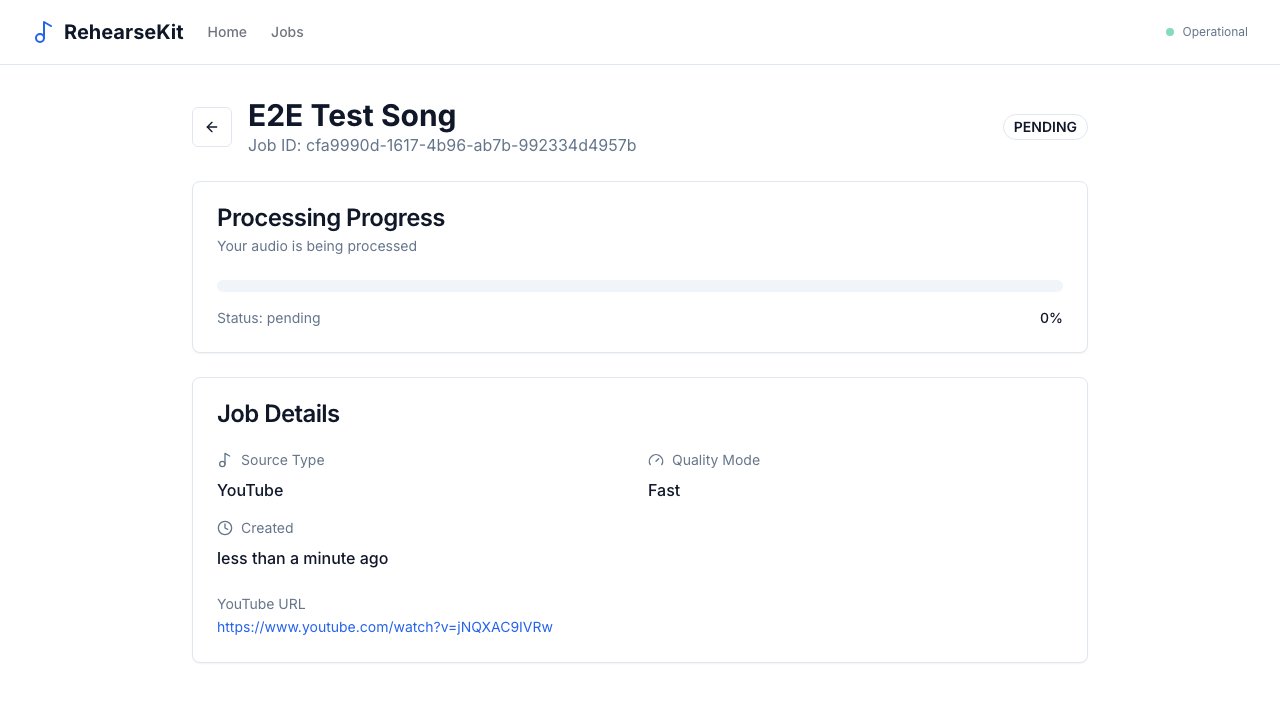 RehearseKit
Home
Jobs
Operational
E2E Test Song
Job ID: cfa9990d-1617-4b96-ab7b-992334d4957b
PENDING
Processing Progress
Your audio is being processed
Status: pending
0%
Job Details
Source Type
YouTube
Quality Mode
Fast
Created
less than a minute ago
YouTube URL
https://www.youtube.com/watch?v=jNQXAC9IVRw